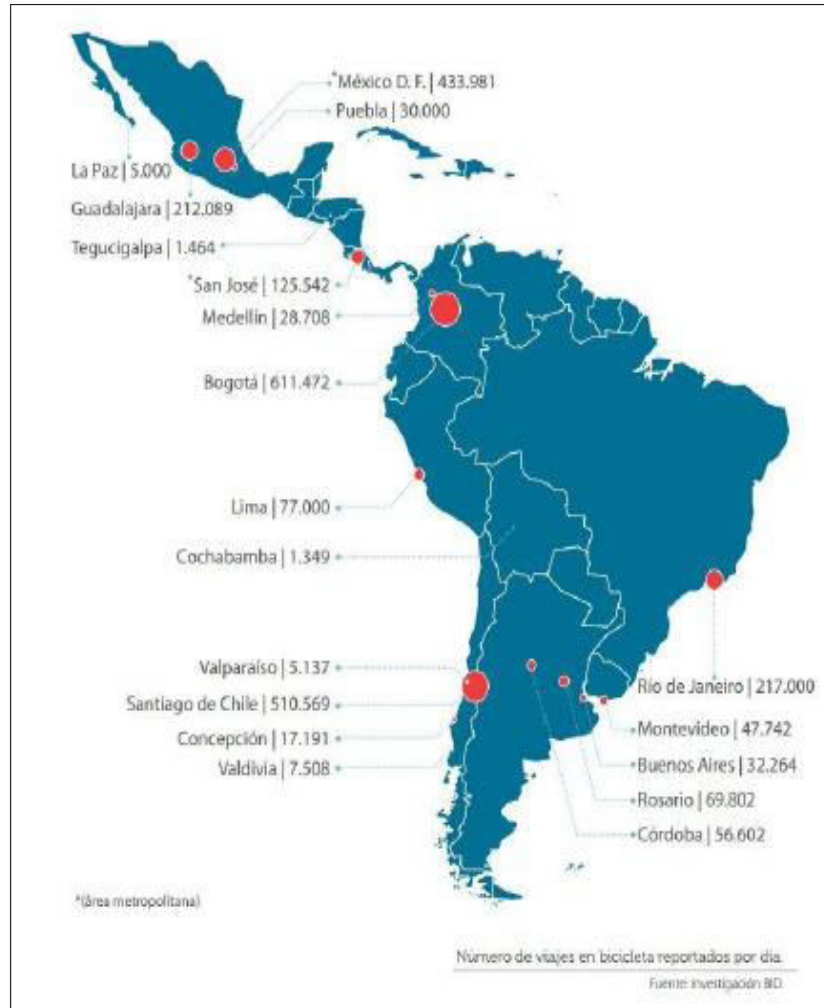 *México D. F. | 433.981
Puebla | 30.000
La Paz | 5.000
Guadalajara | 212.089
Tegucigalpa | 1.464
*San José | 125.542
Medellín | 28.708
Bogotá | 611.472
Lima | 77.000
Cochabamba | 1.349
Valparaíso | 5.137
Santiago de Chile | 510.569
Concepción | 17.191
Valdivia | 7.508
Río de Janeiro | 217.000
Montevideo | 47.742
Buenos Aires | 32.264
Rosario | 69.802
Córdoba | 56.602
*(área metropolitana)
Número de viajes en bicicleta reportados por día.
Fuente: Investigación BID.